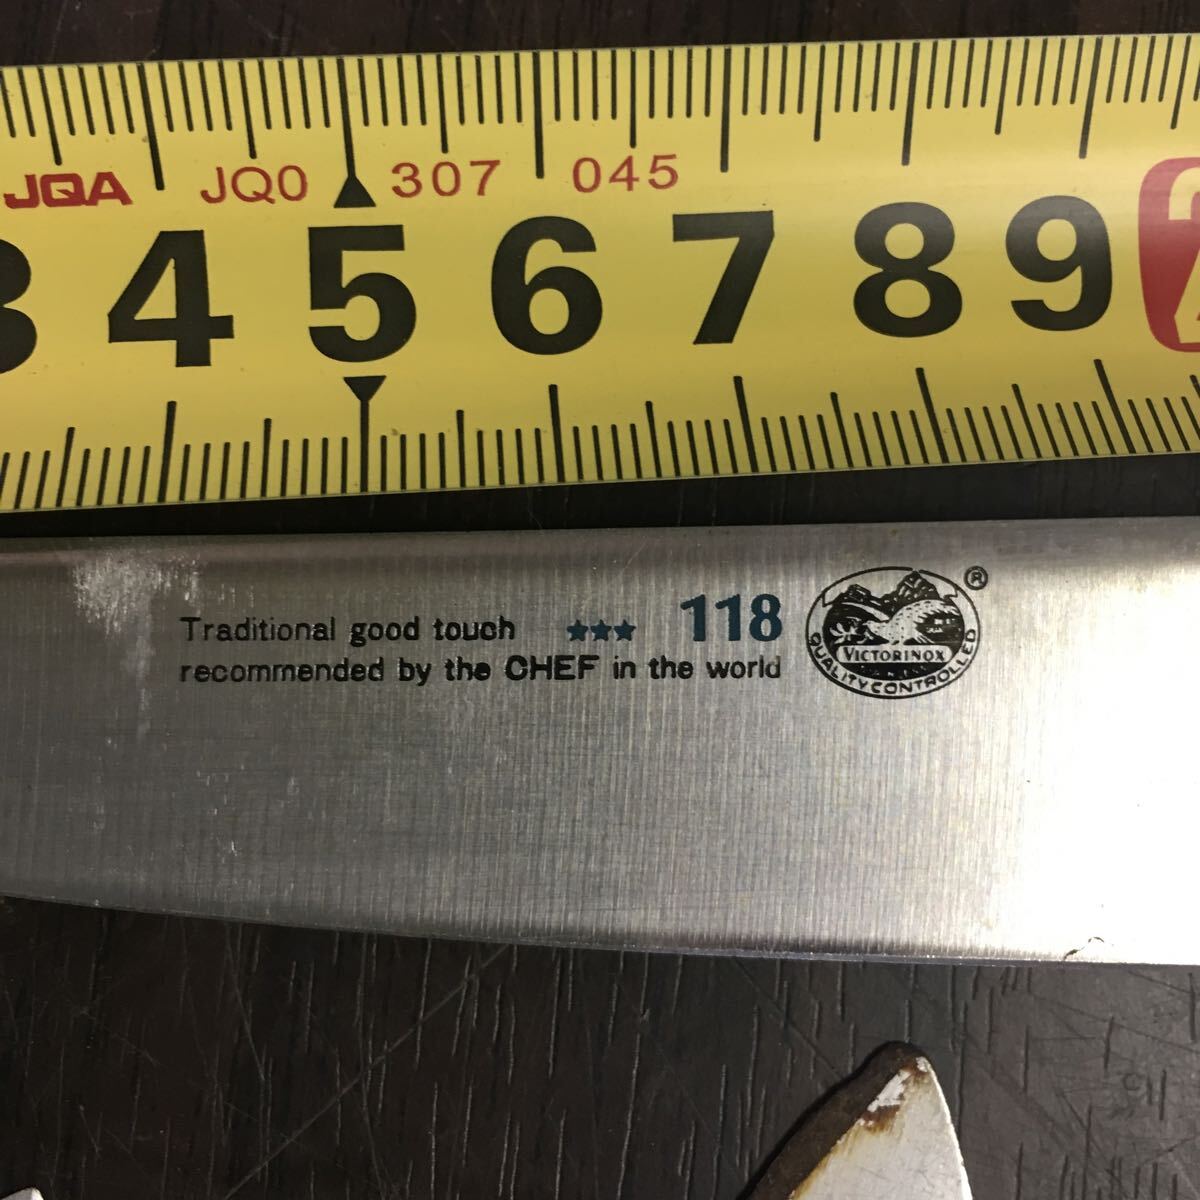 JQA JQ0 307 045
3 4 5 6 7 8 9 2
Traditional good touch ★★★ 118
recommended by the CHEF in the world
®
VICTORINOX
QUALITY CONTROLLED